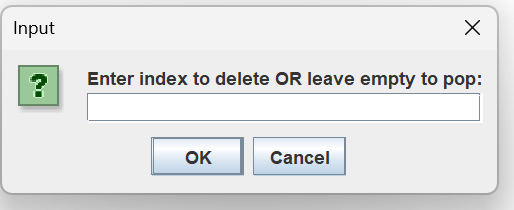 Input
Enter index to delete OR leave empty to pop:
OK Cancel